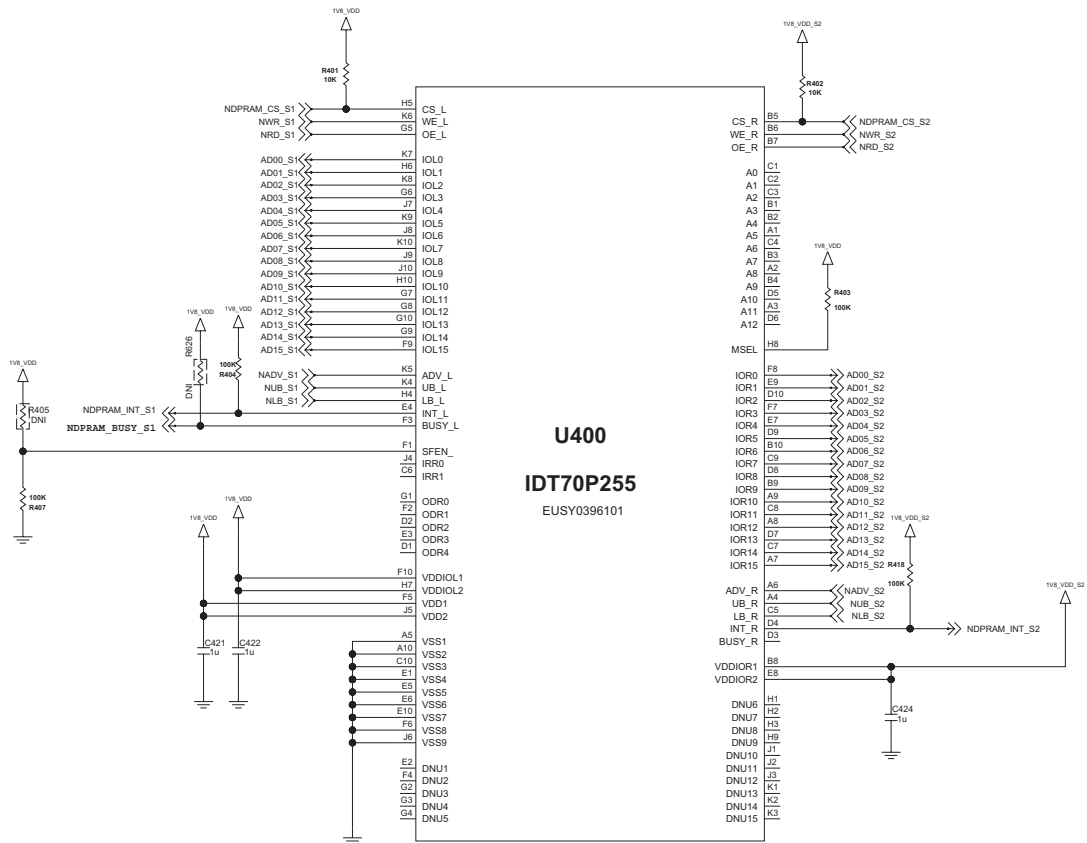 1V8_VDD
R401
10K
NDPRAM_CS_S1 H5 CS_L
NWR_S1 K6 WE_L
NRD_S1 G5 OE_L
AD00_S1 K7 IOL0
AD01_S1 H6 IOL1
AD02_S1 K8 IOL2
AD03_S1 G6 IOL3
AD04_S1 J7 IOL4
AD05_S1 K9 IOL5
AD06_S1 J8 IOL6
AD07_S1 K10 IOL7
AD08_S1 J9 IOL8
AD09_S1 J10 IOL9
AD10_S1 H10 IOL10
AD11_S1 G7 IOL11
AD12_S1 G8 IOL12
AD13_S1 G10 IOL13
AD14_S1 G9 IOL14
AD15_S1 F9 IOL15
1V8_VDD
R626
DNI
1V8_VDD
100K
R404
NADV_S1 K5 ADV_L
NUB_S1 K4 UB_L
NLB_S1 H4 LB_L
NDPRAM_INT_S1 E4 INT_L
NDPRAM_BUSY_S1 F3 BUSY_L
1V8_VDD
R405
DNI
F1 SFEN_
J4 IRR0
C6 IRR1
100K
R407
G1 ODR0
F2 ODR1
D2 ODR2
E3 ODR3
D1 ODR4
1V8_VDD
1V8_VDD
F10 VDDIOL1
H7 VDDIOL2
F5 VDD1
J5 VDD2
C421
1u
C422
1u
A5 VSS1
A10 VSS2
C10 VSS3
E1 VSS4
E5 VSS5
E6 VSS6
E10 VSS7
F6 VSS8
J6 VSS9
E2 DNU1
F4 DNU2
G2 DNU3
G3 DNU4
G4 DNU5
U400
IDT70P255
EUSY0396101
1V8_VDD_S2
R402
10K
CS_R B5 NDPRAM_CS_S2
WE_R B6 NWR_S2
OE_R B7 NRD_S2
A0 C1
A1 C2
A2 C3
A3 B1
A4 B2
A5 A1
A6 C4
A7 B3
A8 A2
A9 B4
A10 D5
A11 A3
A12 D6
1V8_VDD
R403
100K
MSEL H8
IOR0 F8 AD00_S2
IOR1 E9 AD01_S2
IOR2 D10 AD02_S2
IOR3 F7 AD03_S2
IOR4 E7 AD04_S2
IOR5 D9 AD05_S2
IOR6 B10 AD06_S2
IOR7 C9 AD07_S2
IOR8 D8 AD08_S2
IOR9 B9 AD09_S2
IOR10 A9 AD10_S2
IOR11 C8 AD11_S2
IOR12 A8 AD12_S2
IOR13 D7 AD13_S2
IOR14 C7 AD14_S2
IOR15 A7 AD15_S2
1V8_VDD_S2
R418
100K
ADV_R A6 NADV_S2
UB_R A4 NUB_S2
LB_R C5 NLB_S2
INT_R D4 NDPRAM_INT_S2
BUSY_R D3
1V8_VDD_S2
VDDIOR1 B8
VDDIOR2 E8
C424
1u
DNU6 H1
DNU7 H2
DNU8 H3
DNU9 H9
DNU10 J1
DNU11 J2
DNU12 J3
DNU13 K1
DNU14 K2
DNU15 K3